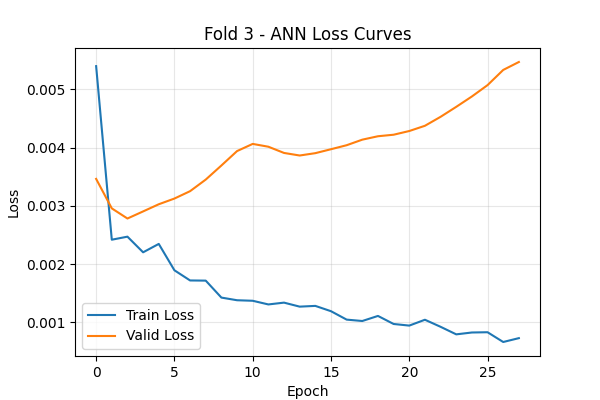 Fold 3 - ANN Loss Curves
Loss
0.005
0.004
0.003
0.002
0.001
Train Loss
Valid Loss
0 5 10 15 20 25
Epoch